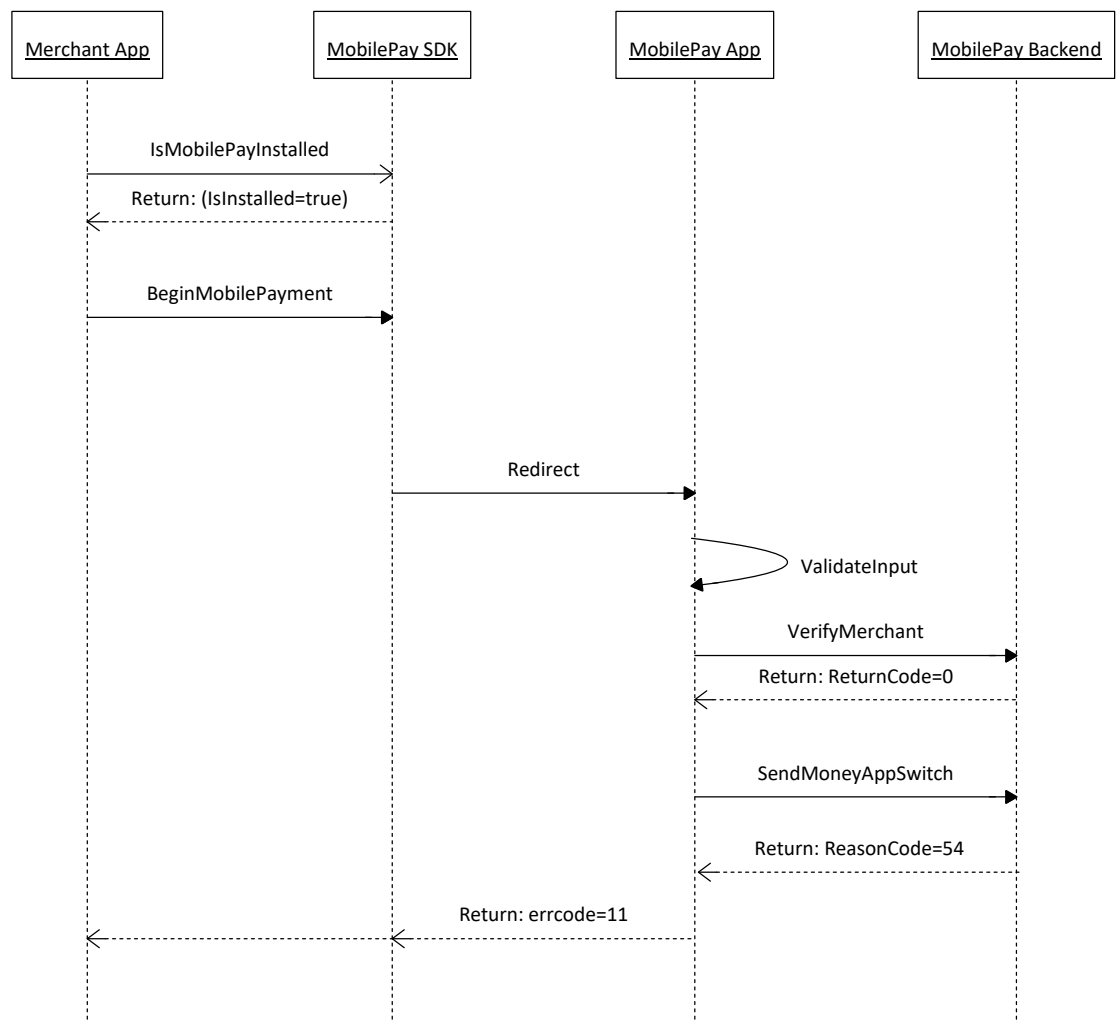 Merchant App
MobilePay SDK
MobilePay App
MobilePay Backend
IsMobilePayInstalled
Return: (IsInstalled=true)
BeginMobilePayment
Redirect
ValidateInput
VerifyMerchant
Return: ReturnCode=0
SendMoneyAppSwitch
Return: ReasonCode=54
Return: errcode=11